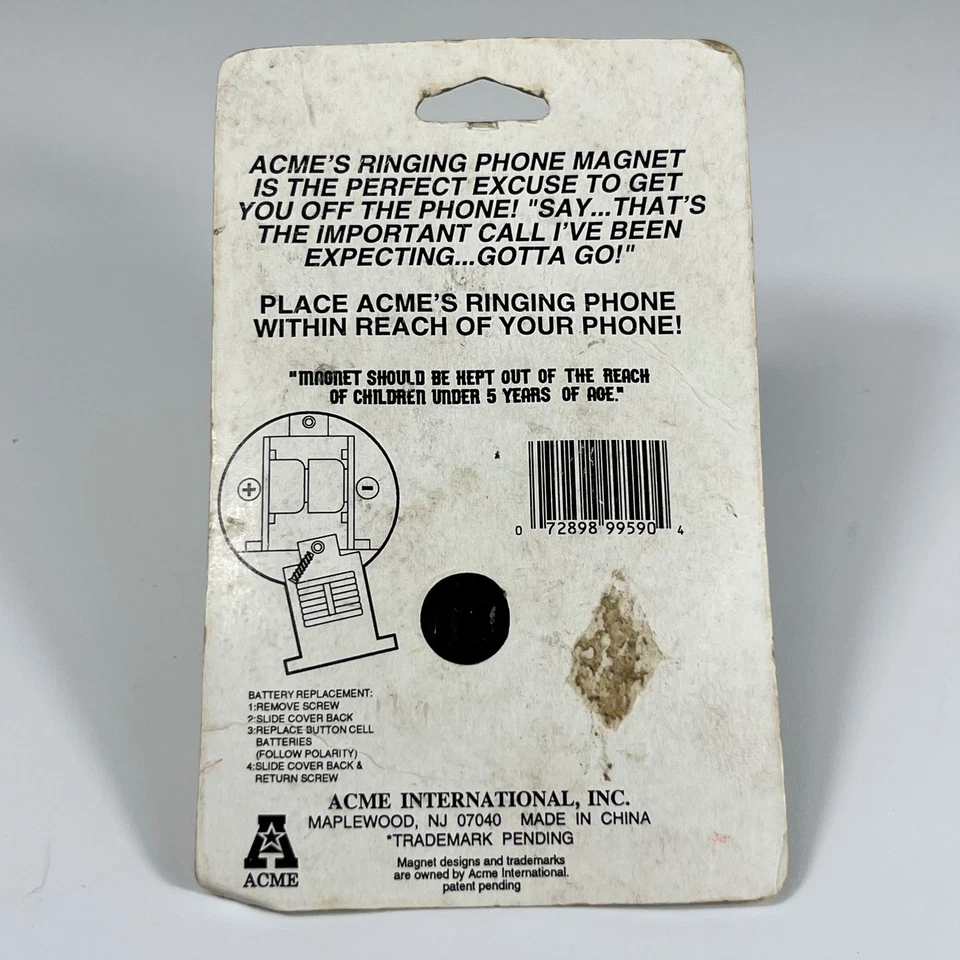 ACME'S RINGING PHONE MAGNET
IS THE PERFECT EXCUSE TO GET
YOU OFF THE PHONE! "SAY...THAT'S
THE IMPORTANT CALL I'VE BEEN
EXPECTING...GOTTA GO!"
PLACE ACME'S RINGING PHONE
WITHIN REACH OF YOUR PHONE!
"MAGNET SHOULD BE KEPT OUT OF THE REACH
OF CHILDREN UNDER 5 YEARS OF AGE."
+ -
0 72898 99590 4
BATTERY REPLACEMENT:
1:REMOVE SCREW
2:SLIDE COVER BACK
3:REPLACE BUTTON CELL
BATTERIES
(FOLLOW POLARITY)
4:SLIDE COVER BACK &
RETURN SCREW
ACME INTERNATIONAL, INC.
MAPLEWOOD, NJ 07040 MADE IN CHINA
*TRADEMARK PENDING
A
ACME
Magnet designs and trademarks
are owned by Acme International.
patent pending